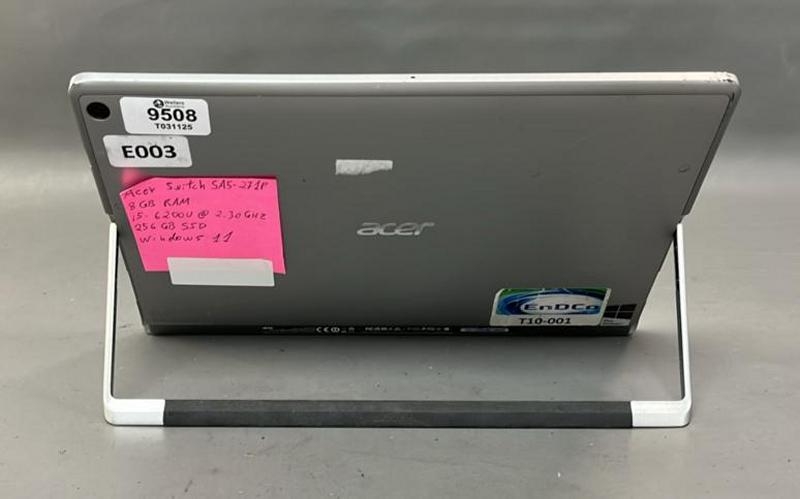 Wellers
9508
T031125
E003
Acer Switch SA5-271P
8 GB RAM
i5-6200U @ 2.30GHz
256 GB SSD
Windows 11
acer
EnDCo
T10-001